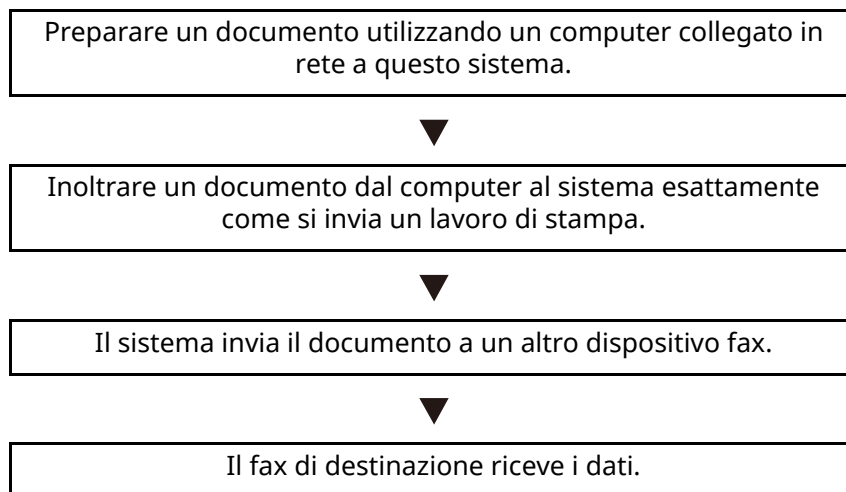 Preparare un documento utilizzando un computer collegato in
rete a questo sistema.
Inoltrare un documento dal computer al sistema esattamente
come si invia un lavoro di stampa.
Il sistema invia il documento a un altro dispositivo fax.
Il fax di destinazione riceve i dati.